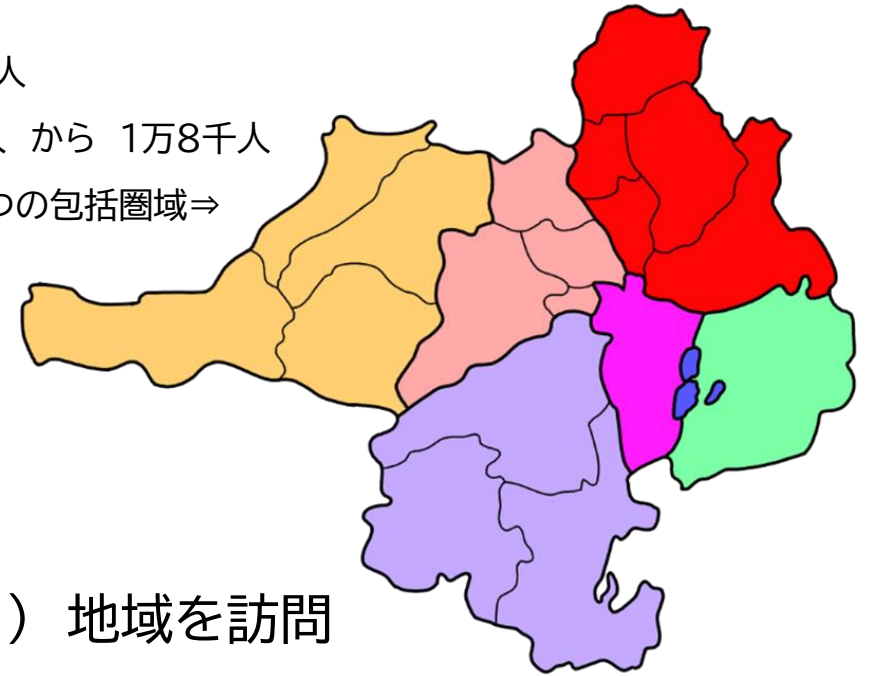 人
、から 1万8千人
つの包括圏域⇒
） 地域を訪問